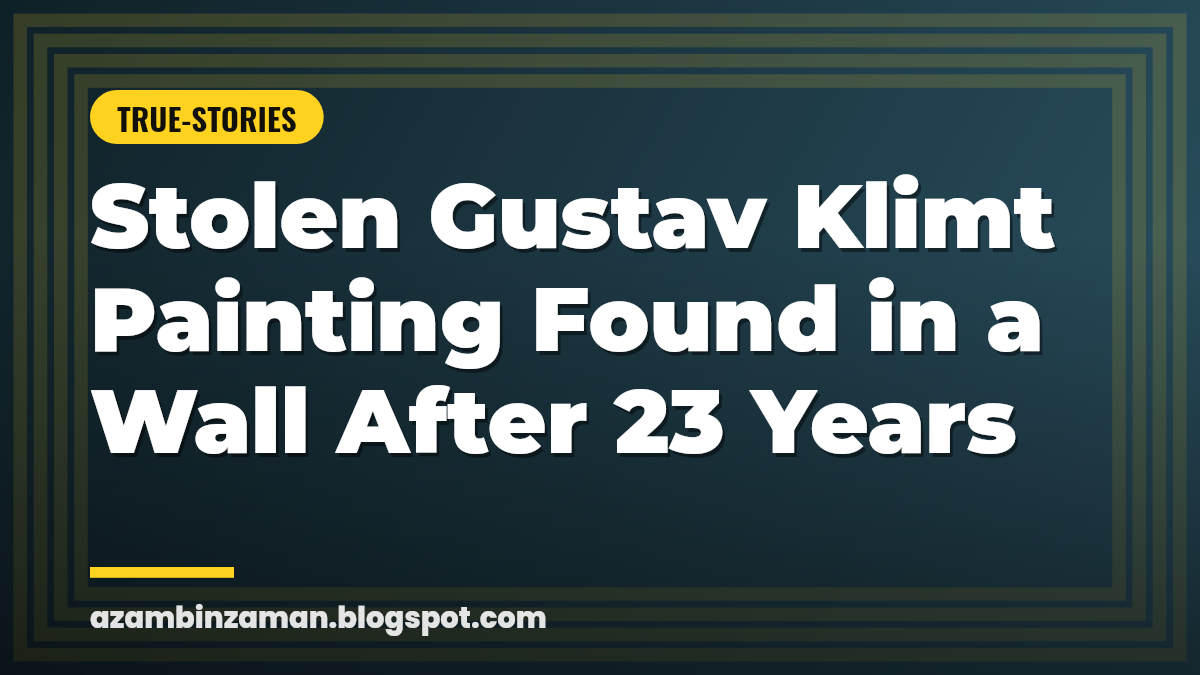 TRUE-STORIES
Stolen Gustav Klimt
Painting Found in a
Wall After 23 Years
azambinzaman.blogspot.com